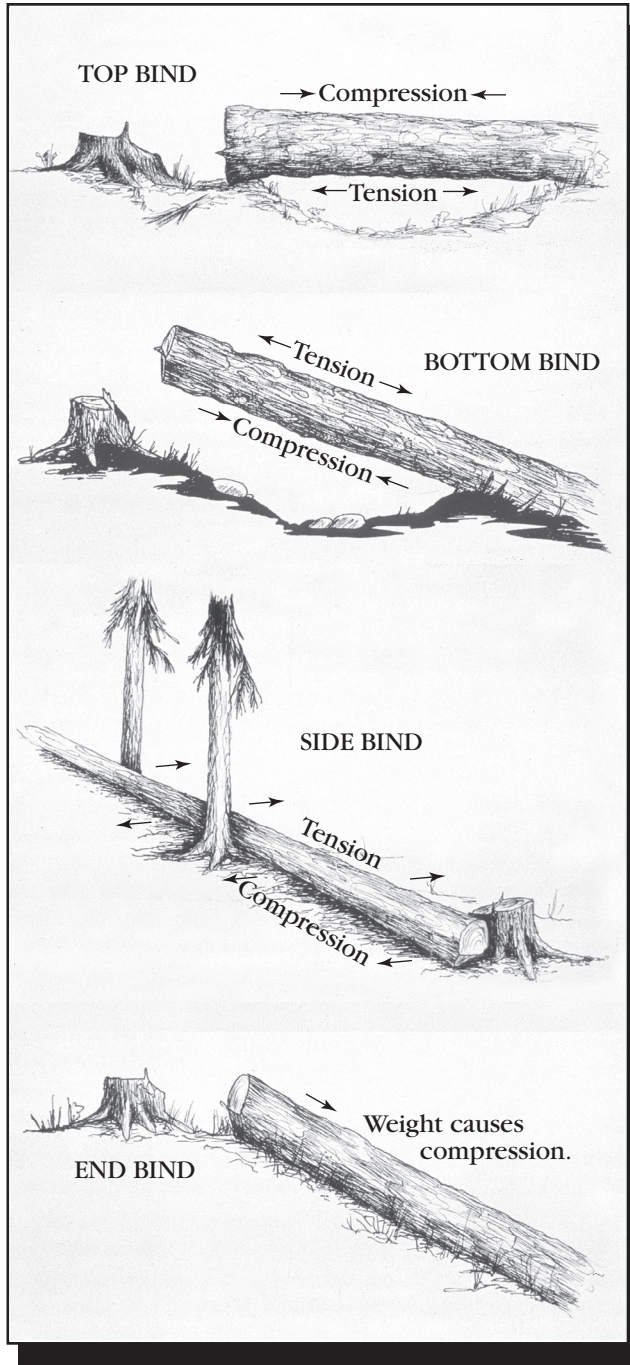 TOP BIND
Compression
Tension
Tension
BOTTOM BIND
Compression
SIDE BIND
Tension
Compression
Weight causes
compression.
END BIND